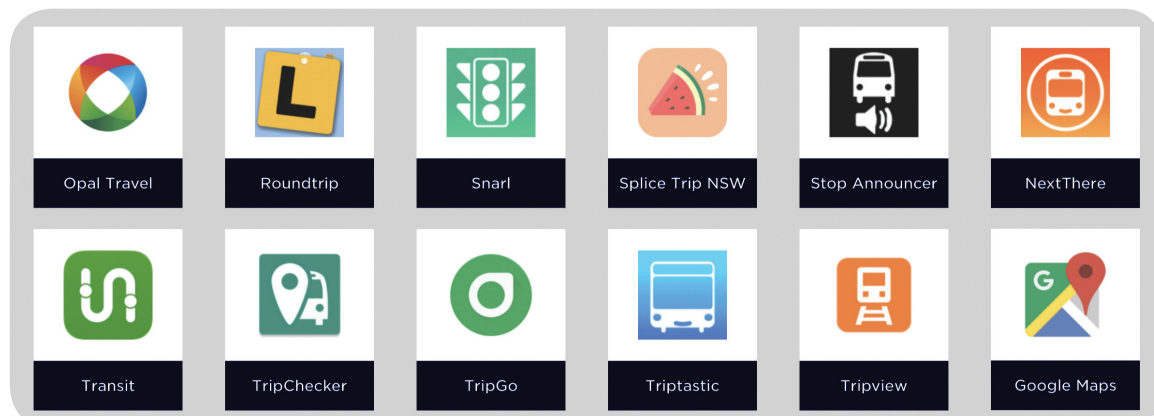 L
Opal Travel
Roundtrip
Snarl
Splice Trip NSW
Stop Announcer
NextThere
G
Transit
TripChecker
TripGo
Triptastic
Tripview
Google Maps